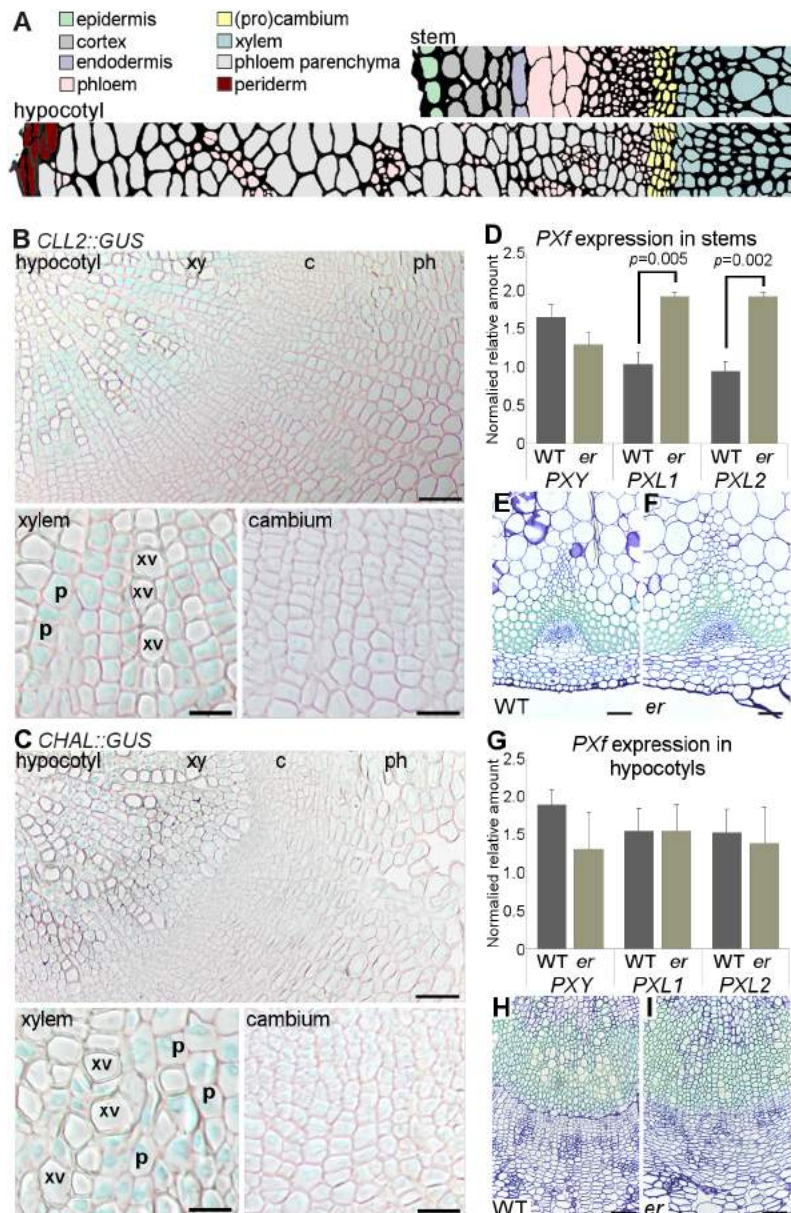 A
epidermis
cortex
endodermis
phloem
(pro)cambium
xylem
phloem parenchyma
periderm
stem
hypocotyl
B CLL2::GUS
hypocotyl xy c ph
xylem
cambium
xv
xv
p
p
xv
C CHAL::GUS
hypocotyl xy c ph
xylem
cambium
p
xv
xv
p
xv
p
D PXf expression in stems
Normalied relative amount
2.5
2.0
1.5
1.0
0.5
0
p=0.005
p=0.002
WT er WT er WT er
PXY PXL1 PXL2
E F
WT er
G PXf expression in
hypocotyls
Normalied relative amount
2.5
2.0
1.5
1.0
0.5
0
WT er WT er WT er
PXY PXL1 PXL2
H I
WT er